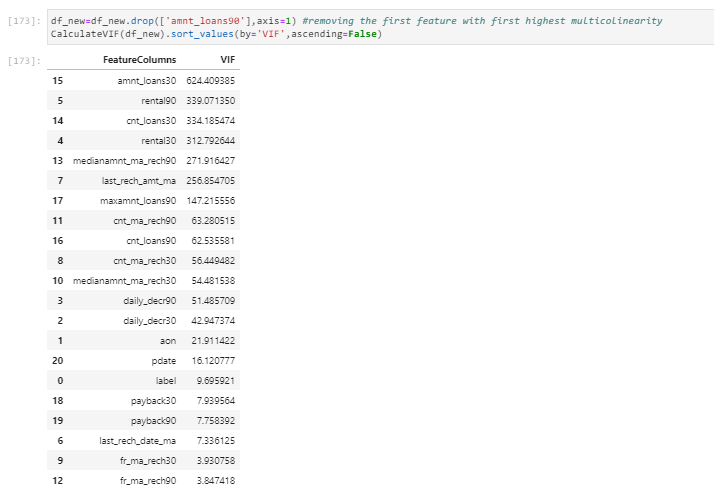 [173]: df_new=df_new.drop(['amnt_loans90'],axis=1) #removing the first feature with first highest multicolinearity
CalculateVIF(df_new).sort_values(by='VIF',ascending=False)
[173]: FeatureColumns VIF
15 amnt_loans30 624.409385
5 rental90 339.071350
14 cnt_loans30 334.185474
4 rental30 312.792644
13 medianamnt_ma_rech90 271.916427
7 last_rech_amt_ma 256.854705
17 maxamnt_loans90 147.215556
11 cnt_ma_rech90 63.280515
16 cnt_loans90 62.535581
8 cnt_ma_rech30 56.449482
10 medianamnt_ma_rech30 54.481538
3 daily_decr90 51.485709
2 daily_decr30 42.947374
1 aon 21.911422
20 pdate 16.120777
0 label 9.695921
18 payback30 7.939564
19 payback90 7.758392
6 last_rech_date_ma 7.336125
9 fr_ma_rech30 3.930758
12 fr_ma_rech90 3.847418